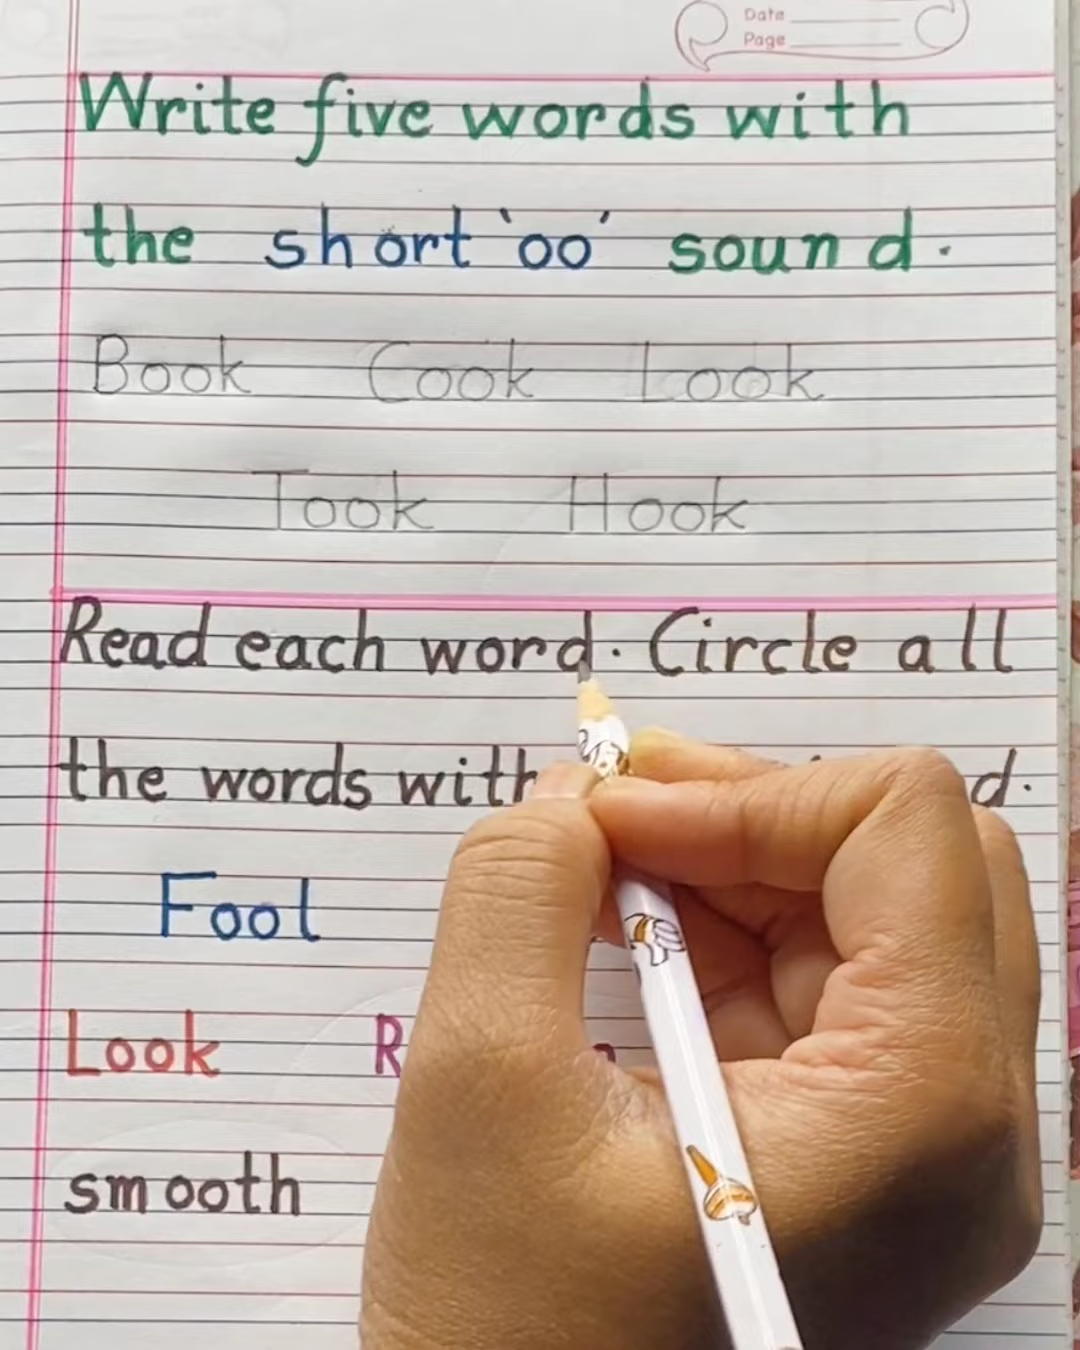 Date
Page
Write five words with
the short 'oo' sound.
Book Cook Look
Took Hook
Read each word. Circle all
the words with
Fool
Look
smooth